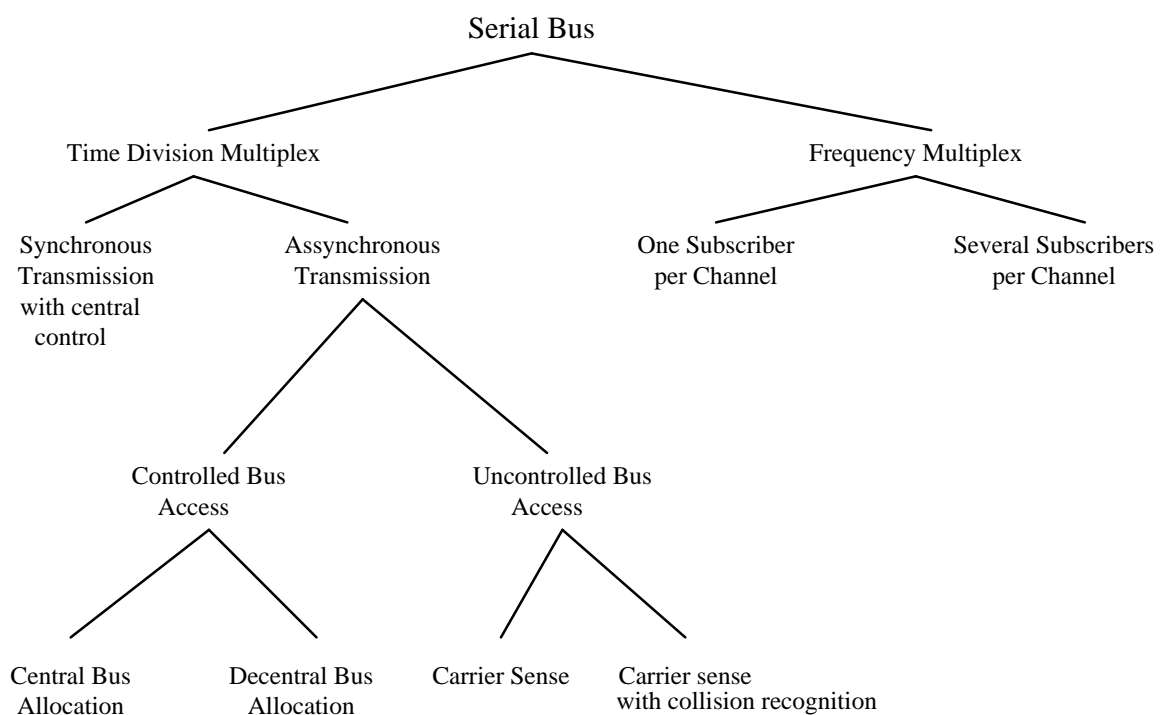 Serial Bus
Time Division Multiplex
Frequency Multiplex
Synchronous
Transmission
with central
control
Assynchronous
Transmission
One Subscriber
per Channel
Several Subscribers
per Channel
Controlled Bus
Access
Uncontrolled Bus
Access
Central Bus
Allocation
Decentral Bus
Allocation
Carrier Sense
Carrier sense
with collision recognition